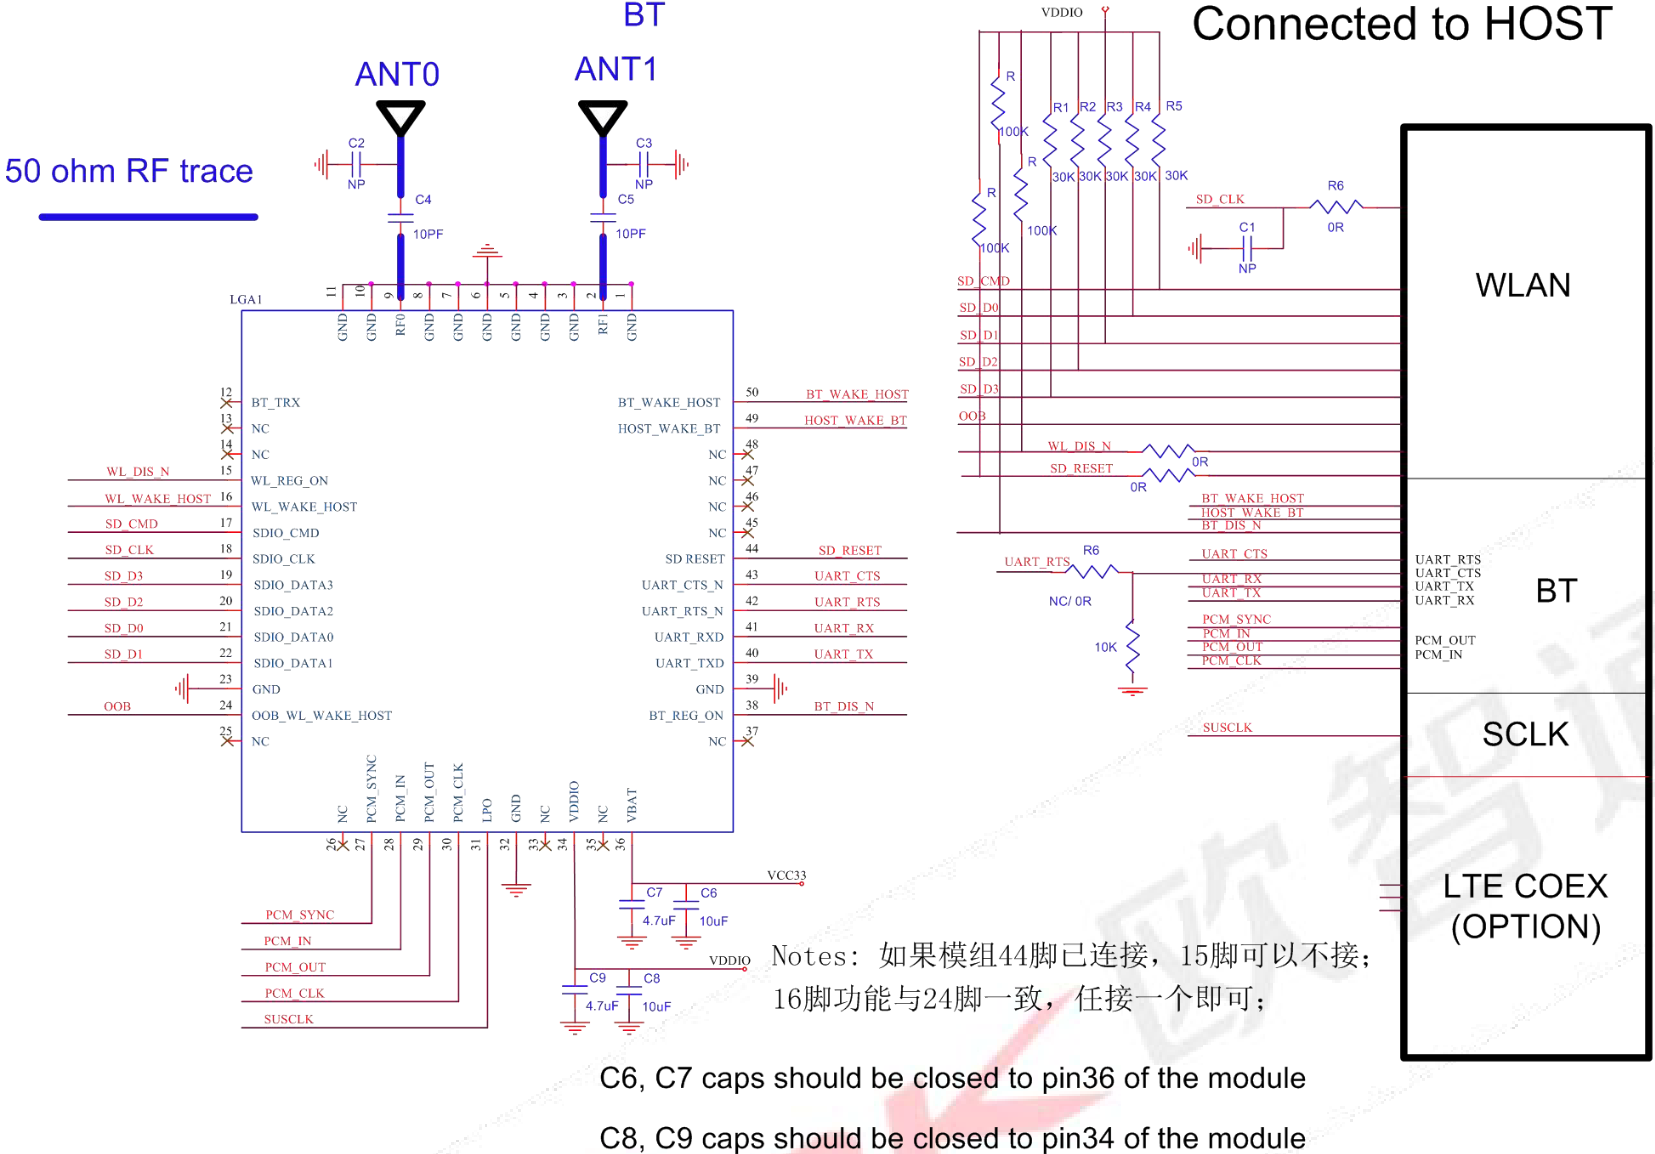 BT
ANT0
ANT1
50 ohm RF trace
C2
NP
C3
NP
C4
10PF
C5
10PF
LGA1
11 10 9 8 7 6 5 4 3 2 1
GND GND RF0 GND GND GND GND GND GND RF1 GND
12 BT_TRX
13 NC
14 NC
WL_DIS_N 15 WL_REG_ON
WL_WAKE_HOST 16 WL_WAKE_HOST
SD_CMD 17 SDIO_CMD
SD_CLK 18 SDIO_CLK
SD_D3 19 SDIO_DATA3
SD_D2 20 SDIO_DATA2
SD_D0 21 SDIO_DATA0
SD_D1 22 SDIO_DATA1
23 GND
OOB 24 OOB_WL_WAKE_HOST
25 NC
BT_WAKE_HOST 50 BT_WAKE_HOST
HOST_WAKE_BT 49 HOST_WAKE_BT
NC 48
NC 47
NC 46
NC 45
SD RESET 44 SD_RESET
UART_CTS_N 43 UART_CTS
UART_RTS_N 42 UART_RTS
UART_RXD 41 UART_RX
UART_TXD 40 UART_TX
GND 39
BT_REG_ON 38 BT_DIS_N
NC 37
NC PCM_SYNC PCM_IN PCM_OUT PCM_CLK LPO GND NC VDDIO NC VBAT
26 27 28 29 30 31 32 33 34 35 36
PCM_SYNC
PCM_IN
PCM_OUT
PCM_CLK
SUSCLK
VCC33
C7
4.7uF
C6
10uF
VDDIO
C9
4.7uF
C8
10uF
VDDIO
Connected to HOST
R
100K
R
100K
R
100K
R1 R2 R3 R4 R5
30K 30K 30K 30K 30K
SD_CLK
R6
0R
C1
NP
SD_CMD
SD_D0
SD_D1
SD_D2
SD_D3
OOB
WL_DIS_N
0R
SD_RESET
0R
BT_WAKE_HOST
HOST_WAKE_BT
BT_DIS_N
UART_RTS
R6
NC/ 0R
10K
UART_CTS
UART_RX
UART_TX
PCM_SYNC
PCM_IN
PCM_OUT
PCM_CLK
SUSCLK
WLAN
UART_RTS
UART_CTS
UART_TX
UART_RX
BT
PCM_OUT
PCM_IN
SCLK
LTE COEX
(OPTION)
Notes: 如果模组44脚已连接，15脚可以不接；
16脚功能与24脚一致，任接一个即可；
C6, C7 caps should be closed to pin36 of the module
C8, C9 caps should be closed to pin34 of the module
欧智通